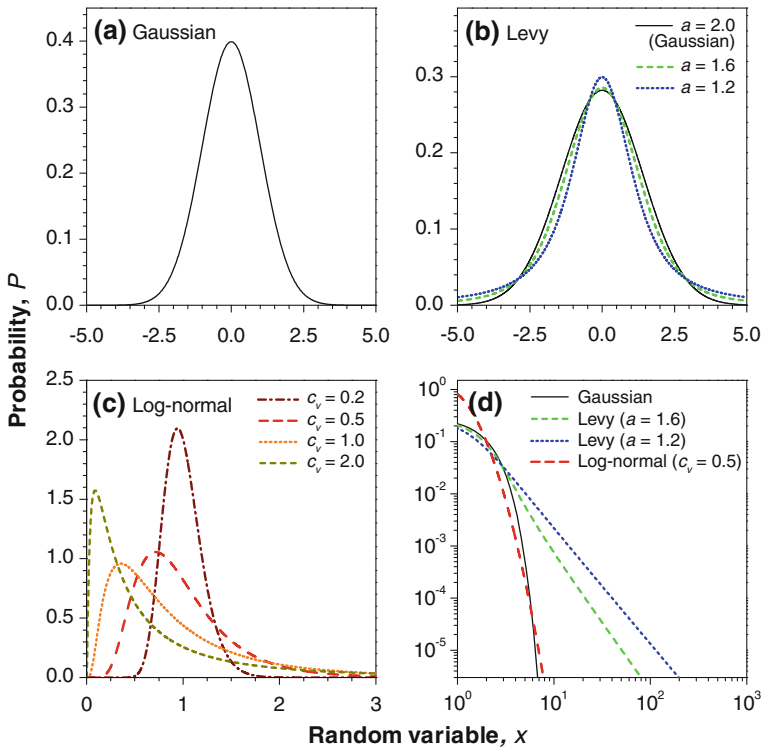 (a) Gaussian
0.4
0.3
0.2
0.1
0.0
-5.0 -2.5 0.0 2.5 5.0
(b) Levy
a = 2.0
(Gaussian)
a = 1.6
a = 1.2
0.3
0.2
0.1
0.0
-5.0 -2.5 0.0 2.5 5.0
Probability, P
(c) Log-normal
c_v = 0.2
c_v = 0.5
c_v = 1.0
c_v = 2.0
2.5
2.0
1.5
1.0
0.5
0.0
0 1 2 3
(d)
Gaussian
Levy (a = 1.6)
Levy (a = 1.2)
Log-normal (c_v = 0.5)
10^0
10^-1
10^-2
10^-3
10^-4
10^-5
10^0 10^1 10^2 10^3
Random variable, x